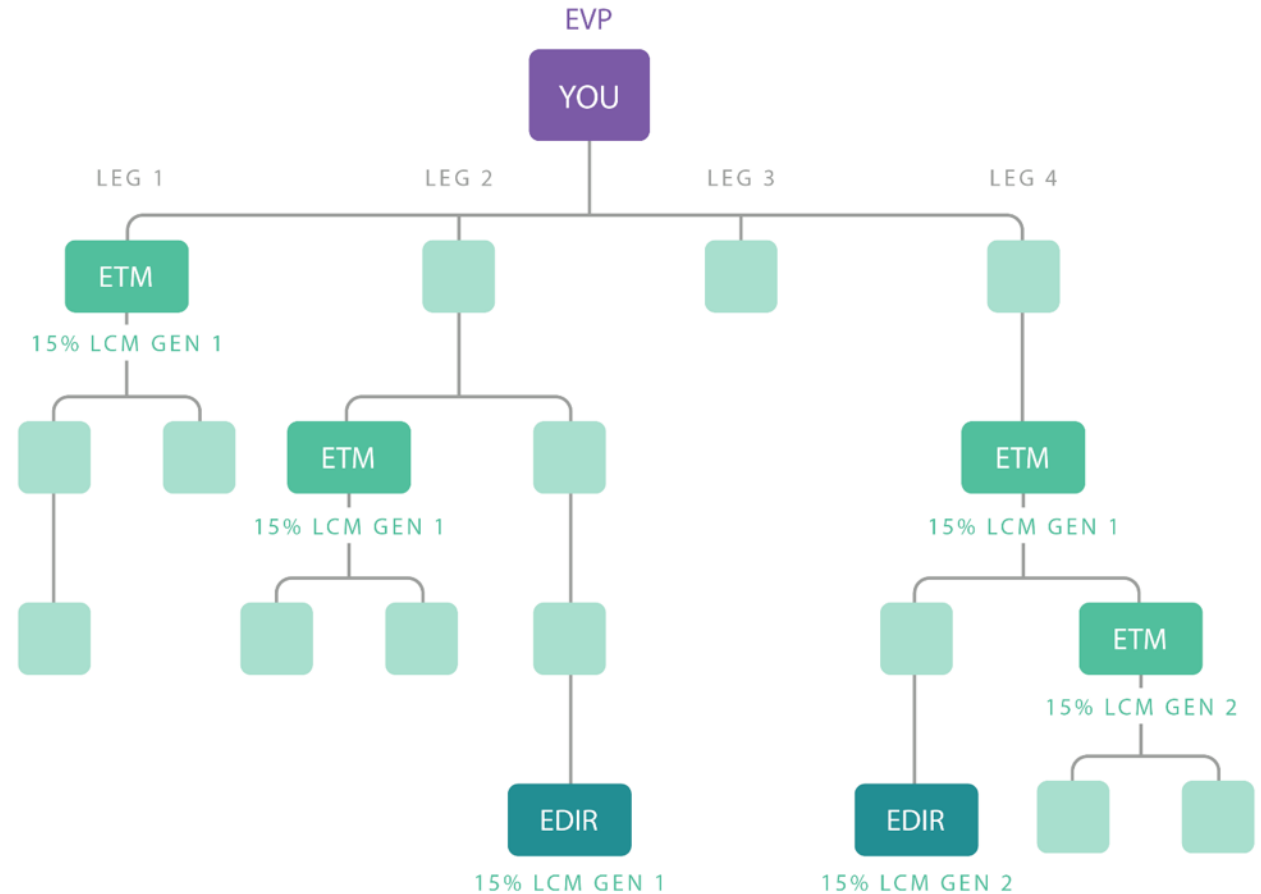 EVP
YOU
LEG 1
LEG 2
LEG 3
LEG 4
ETM
15% LCM GEN 1
ETM
ETM
15% LCM GEN 1
15% LCM GEN 1
ETM
15% LCM GEN 2
EDIR
EDIR
15% LCM GEN 1
15% LCM GEN 2